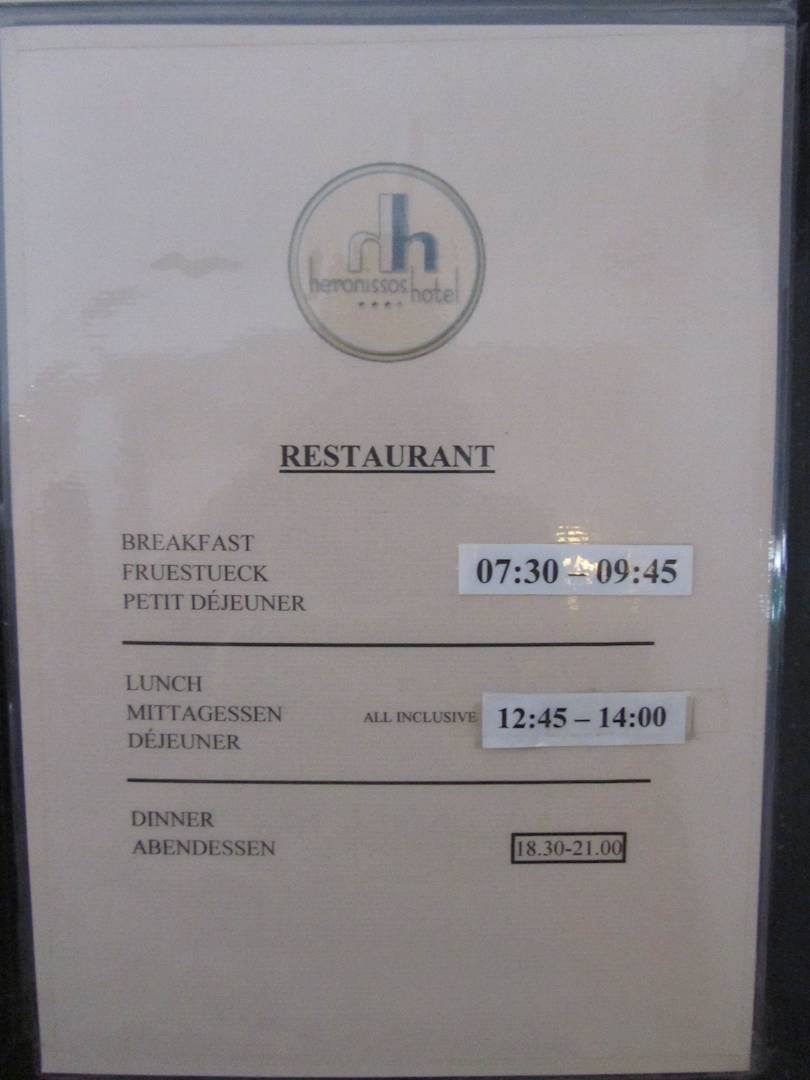 heronissos
hotel
RESTAURANT
BREAKFAST
FRUESTUECK
PETIT DÉJEUNER
07:30 – 09:45
LUNCH
MITTAGESSEN
DÉJEUNER
ALL INCLUSIVE 12:45 – 14:00
DINNER
ABENDESSEN
18.30-21.00